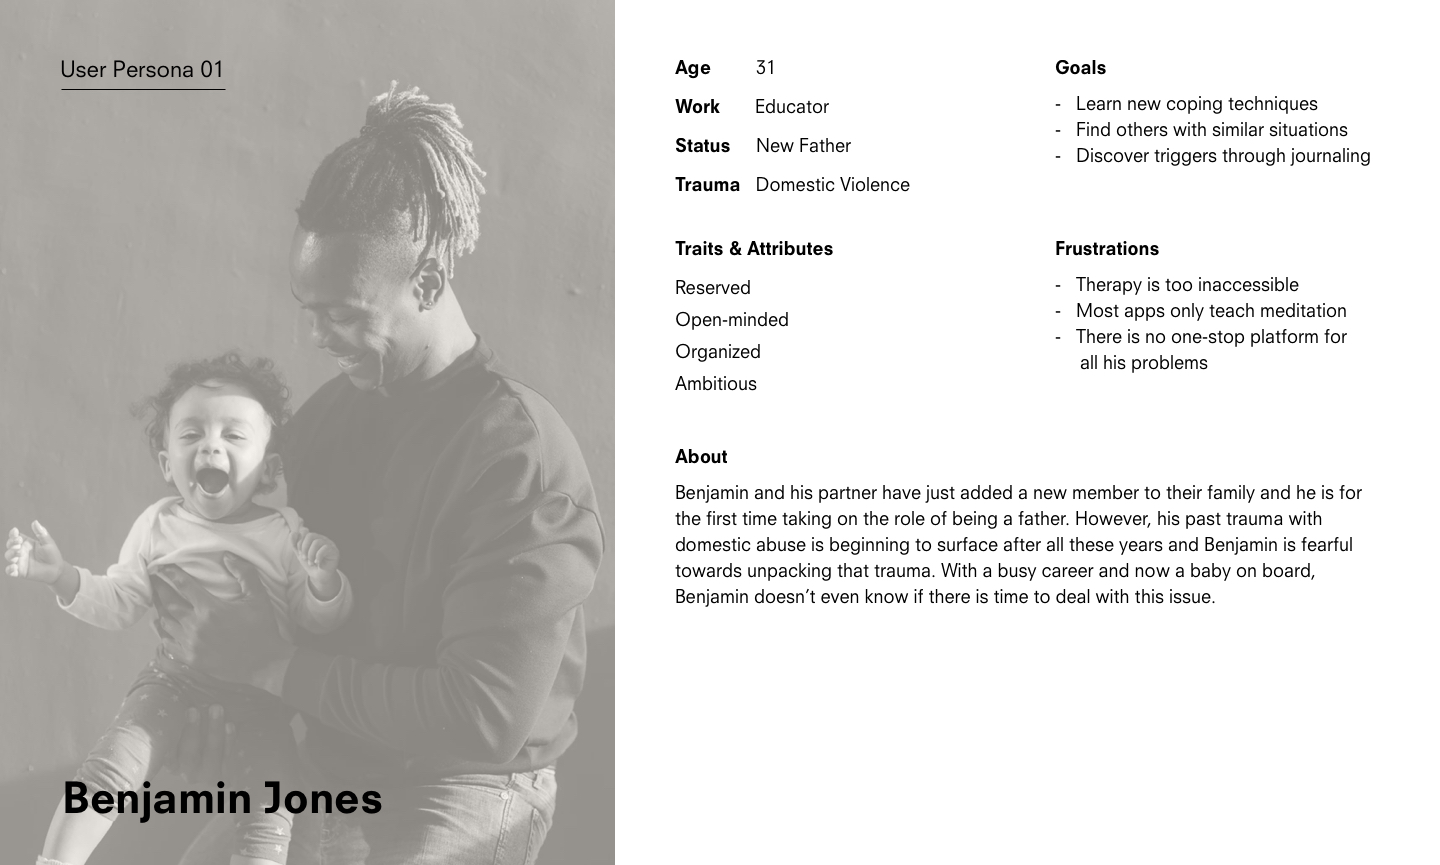 User Persona 01
Benjamin Jones
Age 31
Work Educator
Status New Father
Trauma Domestic Violence
Goals
- Learn new coping techniques
- Find others with similar situations
- Discover triggers through journaling
Traits & Attributes
Reserved
Open-minded
Organized
Ambitious
Frustrations
- Therapy is too inaccessible
- Most apps only teach meditation
- There is no one-stop platform for
all his problems
About
Benjamin and his partner have just added a new member to their family and he is for
the first time taking on the role of being a father. However, his past trauma with
domestic abuse is beginning to surface after all these years and Benjamin is fearful
towards unpacking that trauma. With a busy career and now a baby on board,
Benjamin doesn’t even know if there is time to deal with this issue.